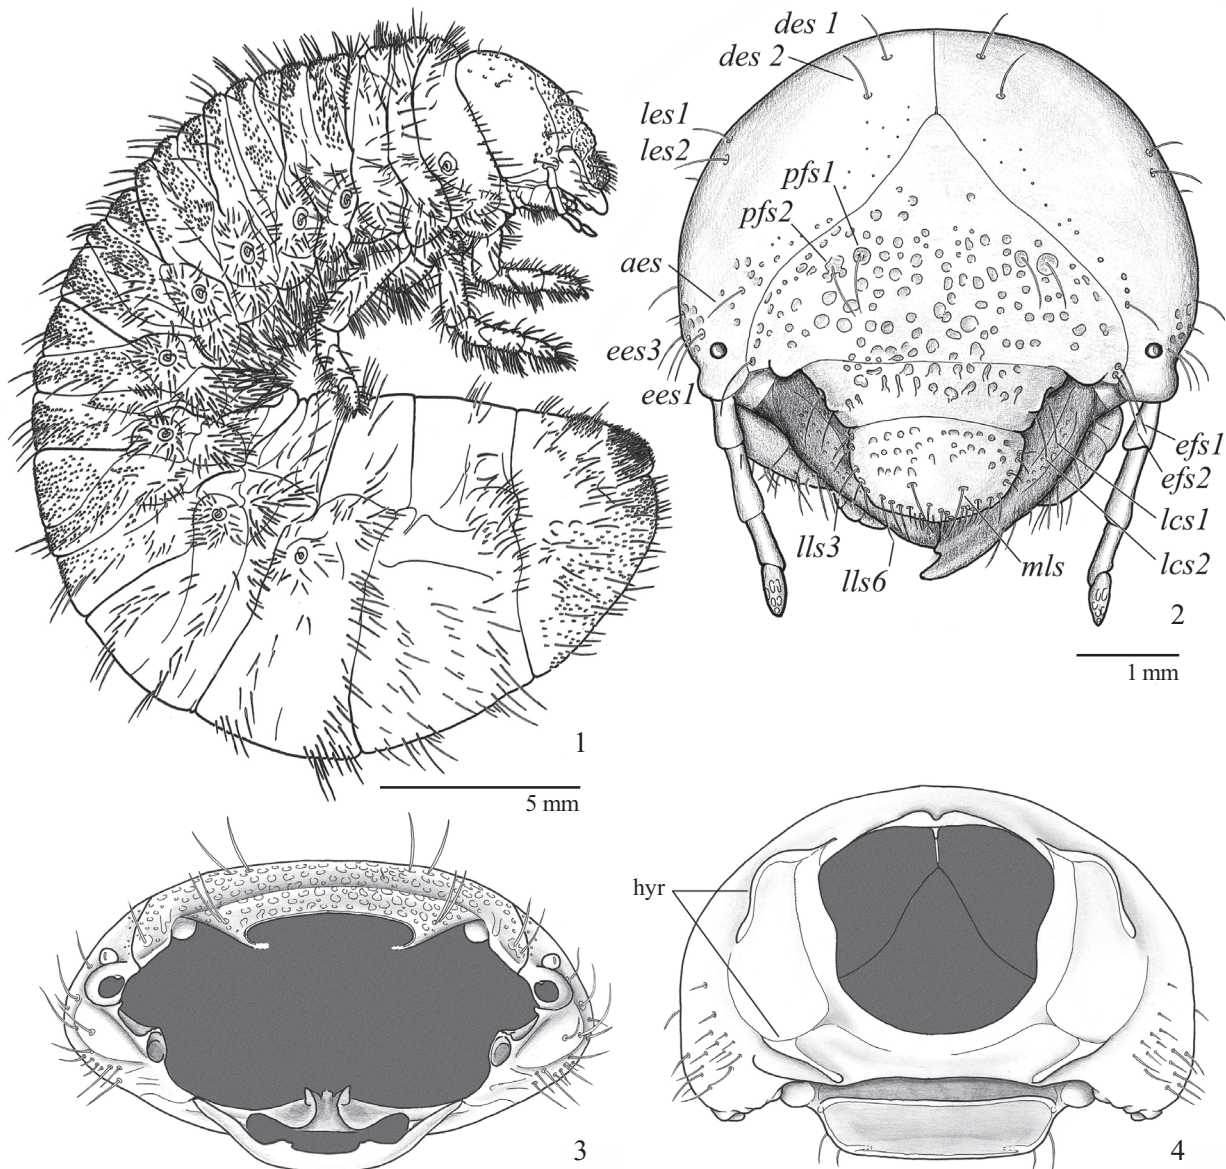 des 1
des 2
les1
les2
pfs1
pfs2
aes
ees3
ees1
efs1
efs2
lcs1
lcs2
lls3
lls6
mls
2
1 mm
1
5 mm
hyr
3
4